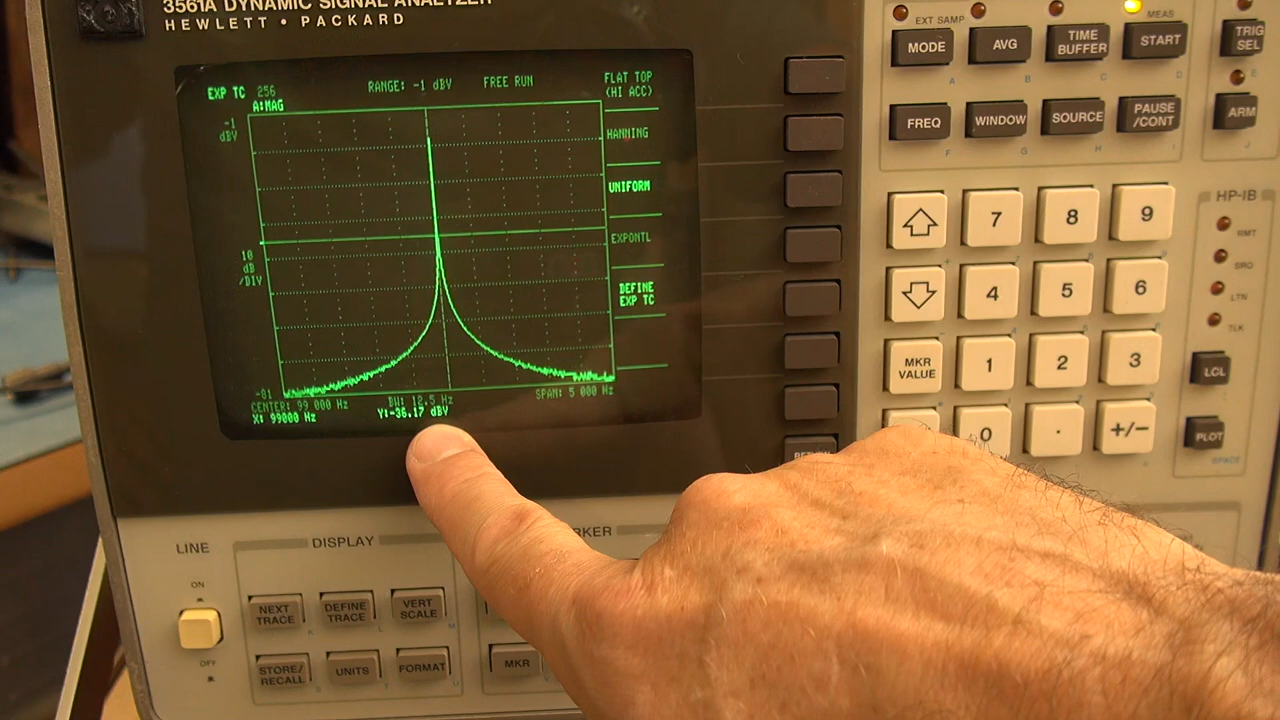 3561A DYNAMIC SIGNAL ANALYZER
HEWLETT • PACKARD
EXP TC 256
RANGE: -1 dBV
FREE RUN
FLAT TOP
(HI ACC)
A:MAG
-1
dBV
HANNING
UNIFORM
EXPONTL
10
dB
/DIV
DEFINE
EXP TC
-81
CENTER: 99 000 Hz
BW: 12.5 Hz
SPAN: 5 000 Hz
X: 99000 Hz
Y:-36.17 dBV
EXT SAMP
MEAS
MODE
AVG
TIME
BUFFER
START
TRIG
SEL
A
B
C
D
E
FREQ
WINDOW
SOURCE
PAUSE
/CONT
ARM
F
G
H
I
J
HP-IB
7
8
9
RMT
SRQ
4
5
6
LTN
TLK
MKR
VALUE
1
2
3
LCL
0
.
+/-
PLOT
SPACE
LINE
DISPLAY
ON
OFF
NEXT
TRACE
DEFINE
TRACE
VERT
SCALE
K
L
M
STORE/
RECALL
UNITS
FORMAT
MKR